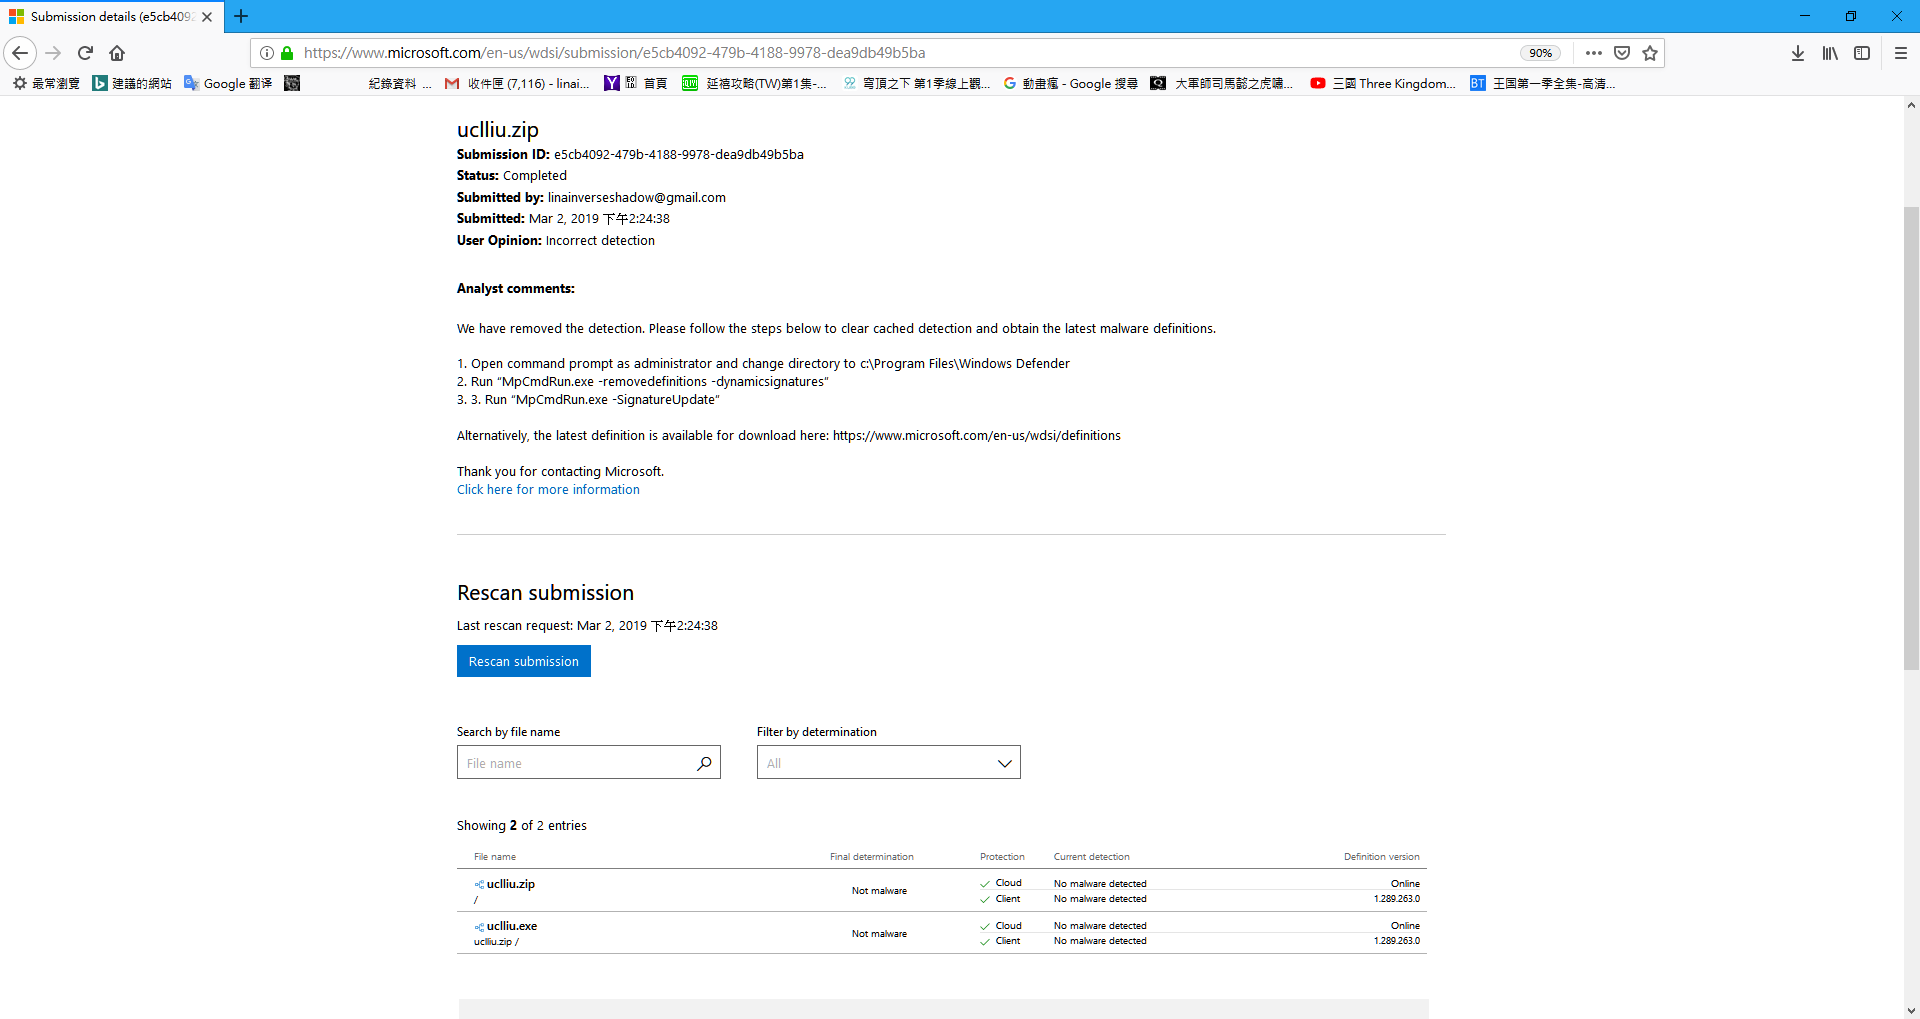 Submission details (e5cb4092
https://www.microsoft.com/en-us/wdsi/submission/e5cb4092-479b-4188-9978-dea9db49b5ba
90%
最常瀏覽
建議的網站
Google 翻译
紀錄資料 ...
收件匣 (7,116) - linai...
首頁
延禧攻略(TW)第1集-...
穹頂之下 第1季線上觀...
動畫瘋 - Google 搜尋
大軍師司馬懿之虎嘯...
三國 Three Kingdom...
BT 王国第一季全集-高清...
uclliu.zip
Submission ID: e5cb4092-479b-4188-9978-dea9db49b5ba
Status: Completed
Submitted by: linainverseshadow@gmail.com
Submitted: Mar 2, 2019 下午2:24:38
User Opinion: Incorrect detection
Analyst comments:
We have removed the detection. Please follow the steps below to clear cached detection and obtain the latest malware definitions.
1. Open command prompt as administrator and change directory to c:\Program Files\Windows Defender
2. Run “MpCmdRun.exe -removedefinitions -dynamicsignatures”
3. 3. Run “MpCmdRun.exe -SignatureUpdate”
Alternatively, the latest definition is available for download here: https://www.microsoft.com/en-us/wdsi/definitions
Thank you for contacting Microsoft.
Click here for more information
Rescan submission
Last rescan request: Mar 2, 2019 下午2:24:38
Rescan submission
Search by file name Filter by determination
File name All
Showing 2 of 2 entries
File name Final determination Protection Current detection Definition version
uclliu.zip Not malware Cloud No malware detected Online
/ Client No malware detected 1.289.263.0
uclliu.exe Not malware Cloud No malware detected Online
uclliu.zip / Client No malware detected 1.289.263.0